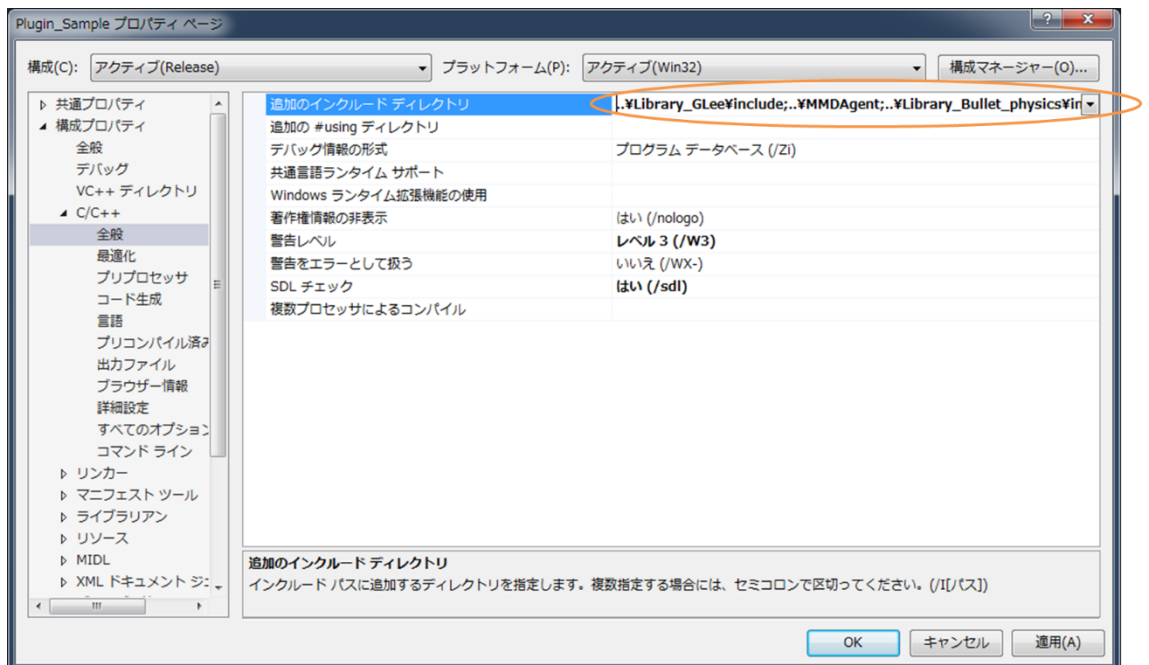 Plugin_Sample プロパティ ページ
構成(C): アクティブ(Release) プラットフォーム(P): アクティブ(Win32) 構成マネージャー(O)...
共通プロパティ
構成プロパティ
全般
デバッグ
VC++ ディレクトリ
C/C++
全般
最適化
プリプロセッサ
コード生成
言語
プリコンパイル済み
出力ファイル
ブラウザー情報
詳細設定
すべてのオプション
コマンド ライン
リンカー
マニフェスト ツール
ライブラリアン
リソース
MIDL
XML ドキュメント ジェ
追加のインクルード ディレクトリ ..¥Library_GLee¥include;..¥MMDAgent;..¥Library_Bullet_physics¥in
追加の #using ディレクトリ
デバッグ情報の形式 プログラム データベース (/Zi)
共通言語ランタイム サポート
Windows ランタイム拡張機能の使用
著作権情報の非表示 はい (/nologo)
警告レベル レベル 3 (/W3)
警告をエラーとして扱う いいえ (/WX-)
SDL チェック はい (/sdl)
複数プロセッサによるコンパイル
追加のインクルード ディレクトリ
インクルード パスに追加するディレクトリを指定します。複数指定する場合には、セミコロンで区切ってください。(/I[パス])
OK キャンセル 適用(A)